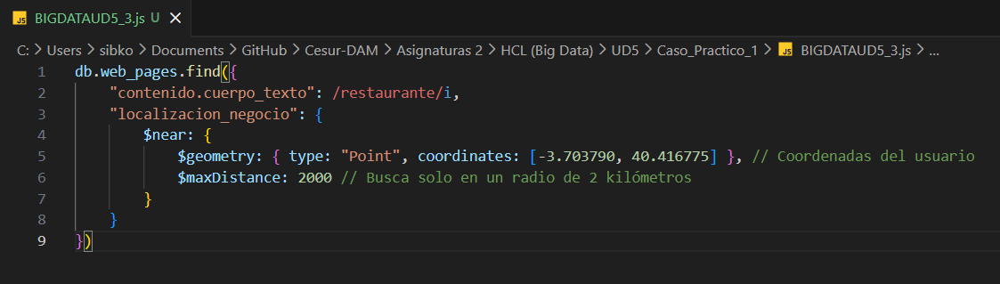 JS BIGDATAUD5_3.js U ×
C: > Users > sibko > Documents > GitHub > Cesur-DAM > Asignaturas 2 > HCL (Big Data) > UD5 > Caso_Practico_1 > JS BIGDATAUD5_3.js > ...
1 db.web_pages.find({
2     "contenido.cuerpo_texto": /restaurante/i,
3     "localizacion_negocio": {
4         $near: {
5             $geometry: { type: "Point", coordinates: [-3.703790, 40.416775] }, // Coordenadas del usuario
6             $maxDistance: 2000 // Busca solo en un radio de 2 kilómetros
7         }
8     }
9 })